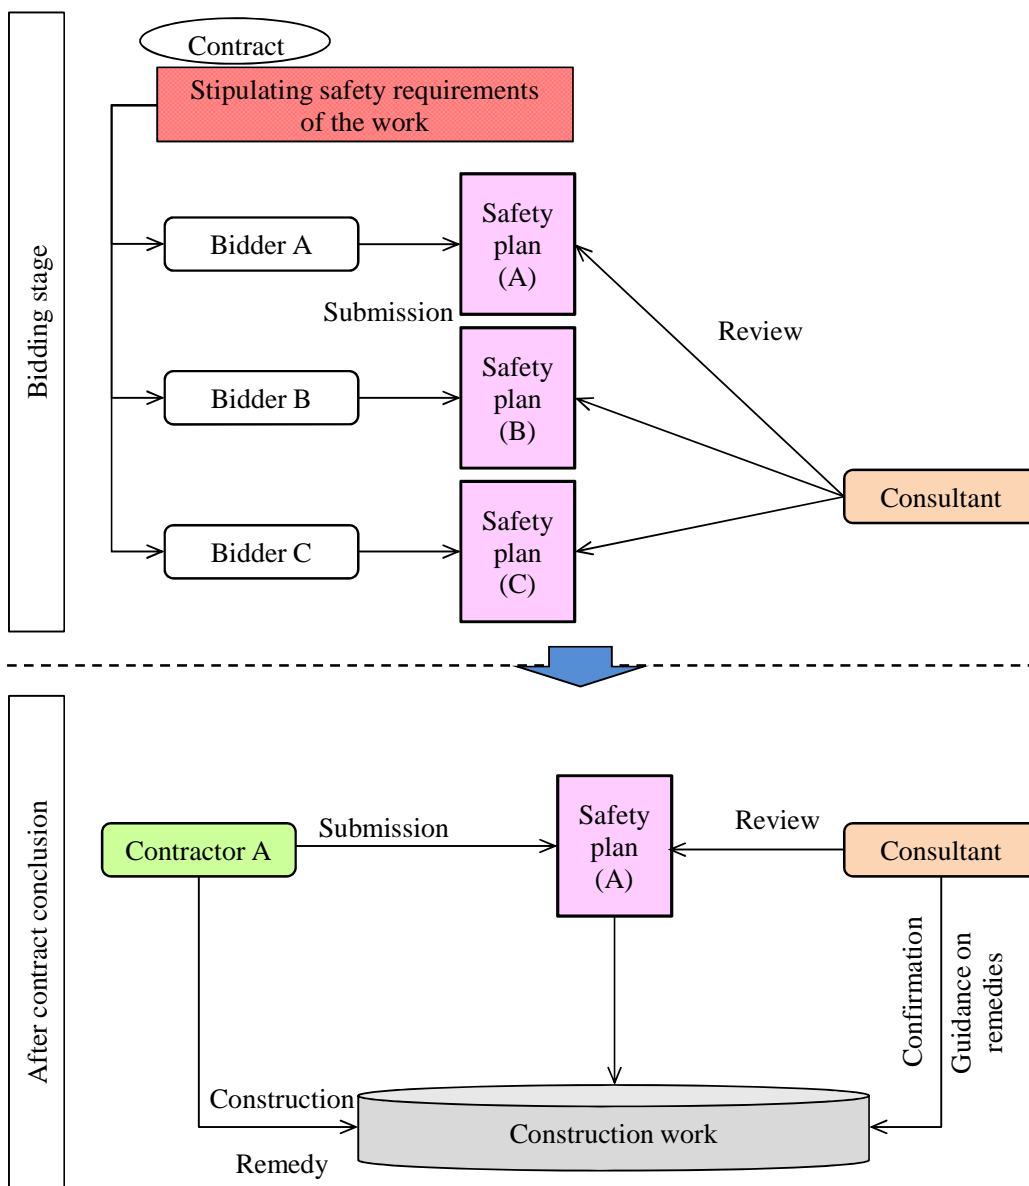 Contract
Stipulating safety requirements
of the work
Bidding stage
Bidder A
Safety
plan
(A)
Submission
Review
Bidder B
Safety
plan
(B)
Consultant
Bidder C
Safety
plan
(C)
After contract conclusion
Contractor A
Submission
Safety
plan
(A)
Review
Consultant
Confirmation
Guidance on
remedies
Construction
Construction work
Remedy